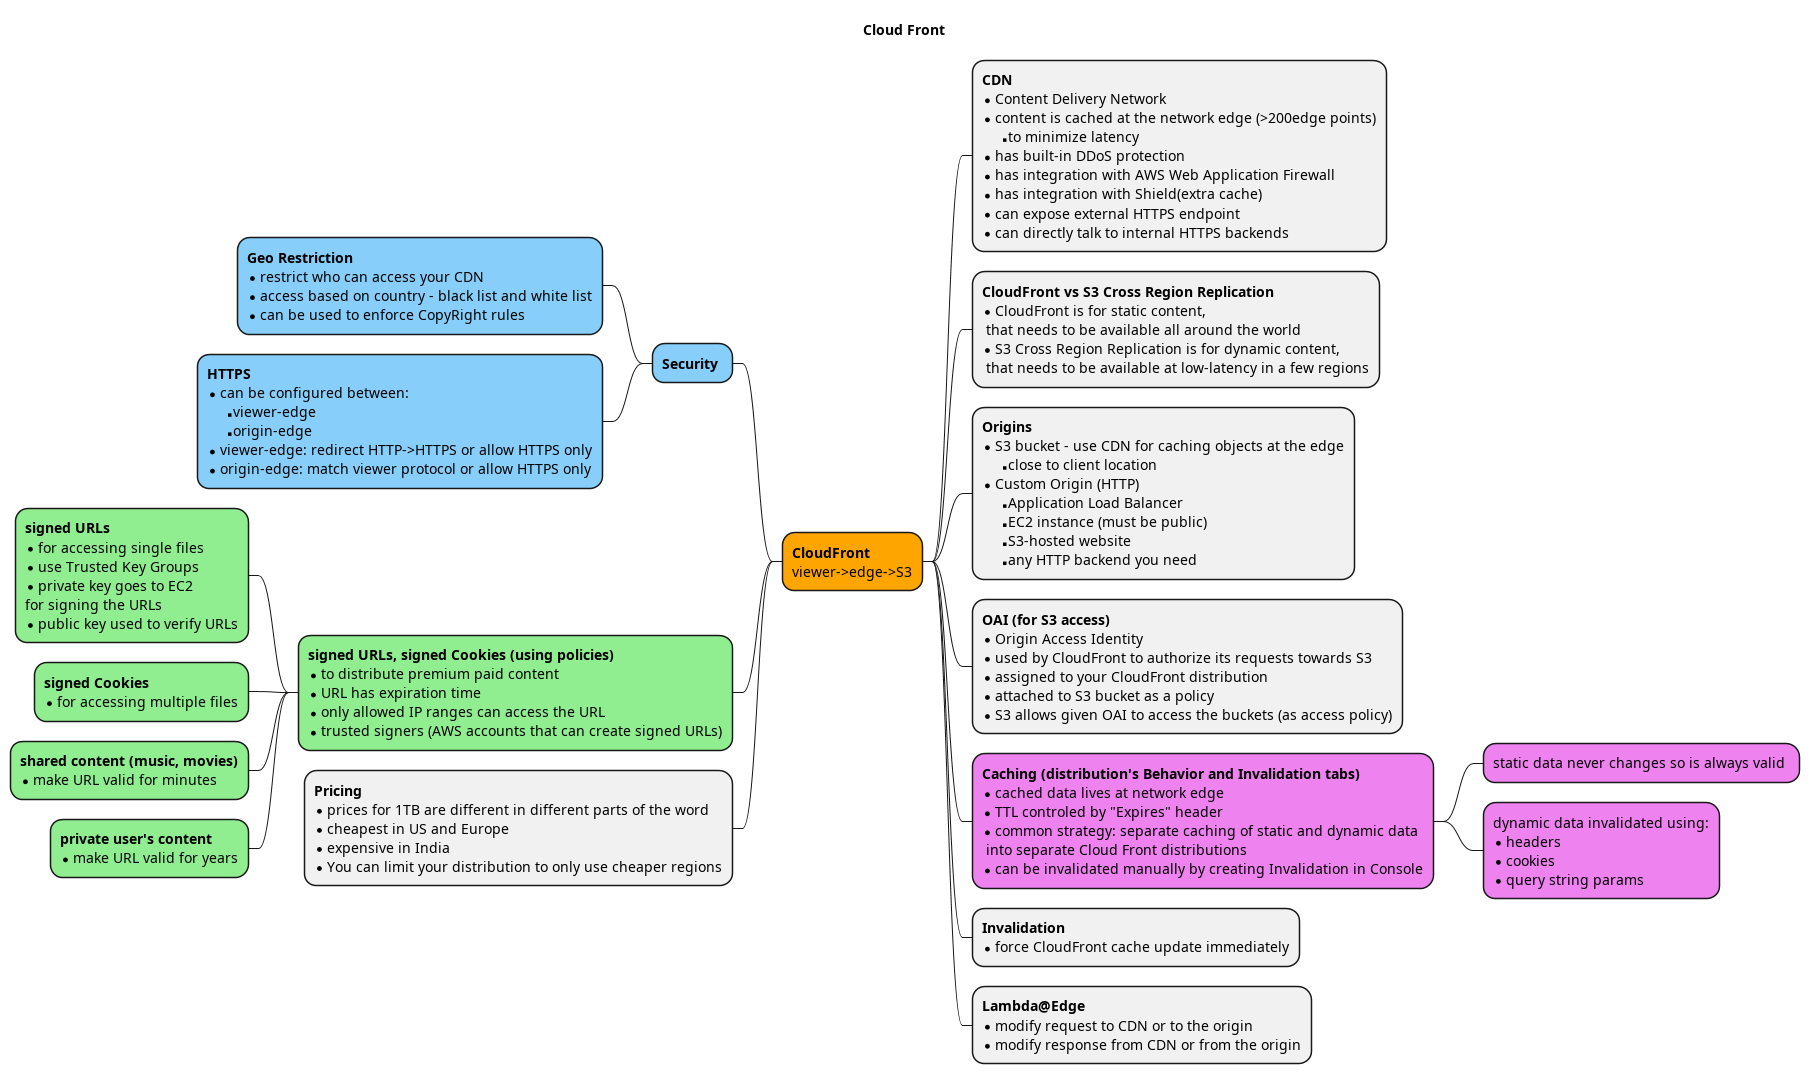 Cloud Front
CloudFront
viewer->edge->S3
CDN
• Content Delivery Network
• content is cached at the network edge (>200edge points)
▪to minimize latency
• has built-in DDoS protection
• has integration with AWS Web Application Firewall
• has integration with Shield(extra cache)
• can expose external HTTPS endpoint
• can directly talk to internal HTTPS backends
CloudFront vs S3 Cross Region Replication
• CloudFront is for static content,
that needs to be available all around the world
• S3 Cross Region Replication is for dynamic content,
that needs to be available at low-latency in a few regions
Origins
• S3 bucket - use CDN for caching objects at the edge
▪close to client location
• Custom Origin (HTTP)
▪Application Load Balancer
▪EC2 instance (must be public)
▪S3-hosted website
▪any HTTP backend you need
OAI (for S3 access)
• Origin Access Identity
• used by CloudFront to authorize its requests towards S3
• assigned to your CloudFront distribution
• attached to S3 bucket as a policy
• S3 allows given OAI to access the buckets (as access policy)
Caching (distribution's Behavior and Invalidation tabs)
• cached data lives at network edge
• TTL controled by "Expires" header
• common strategy: separate caching of static and dynamic data
into separate Cloud Front distributions
• can be invalidated manually by creating Invalidation in Console
static data never changes so is always valid
dynamic data invalidated using:
• headers
• cookies
• query string params
Invalidation
• force CloudFront cache update immediately
Lambda@Edge
• modify request to CDN or to the origin
• modify response from CDN or from the origin
Security
Geo Restriction
• restrict who can access your CDN
• access based on country - black list and white list
• can be used to enforce CopyRight rules
HTTPS
• can be configured between:
▪viewer-edge
▪origin-edge
• viewer-edge: redirect HTTP->HTTPS or allow HTTPS only
• origin-edge: match viewer protocol or allow HTTPS only
signed URLs, signed Cookies (using policies)
• to distribute premium paid content
• URL has expiration time
• only allowed IP ranges can access the URL
• trusted signers (AWS accounts that can create signed URLs)
signed URLs
• for accessing single files
• use Trusted Key Groups
• private key goes to EC2
for signing the URLs
• public key used to verify URLs
signed Cookies
• for accessing multiple files
shared content (music, movies)
• make URL valid for minutes
private user's content
• make URL valid for years
Pricing
• prices for 1TB are different in different parts of the word
• cheapest in US and Europe
• expensive in India
• You can limit your distribution to only use cheaper regions